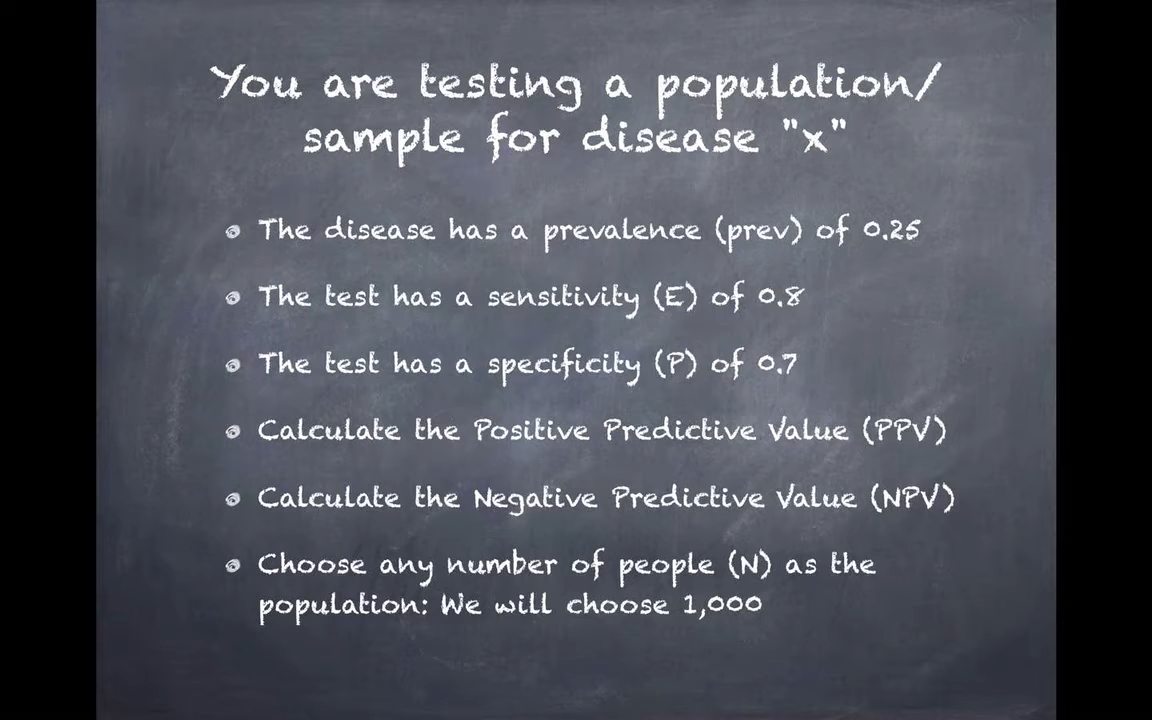 You are testing a population/
sample for disease "x"
The disease has a prevalence (prev) of 0.25
The test has a sensitivity (E) of 0.8
The test has a specificity (P) of 0.7
Calculate the Positive Predictive Value (PPV)
Calculate the Negative Predictive Value (NPV)
Choose any number of people (N) as the
population: We will choose 1,000